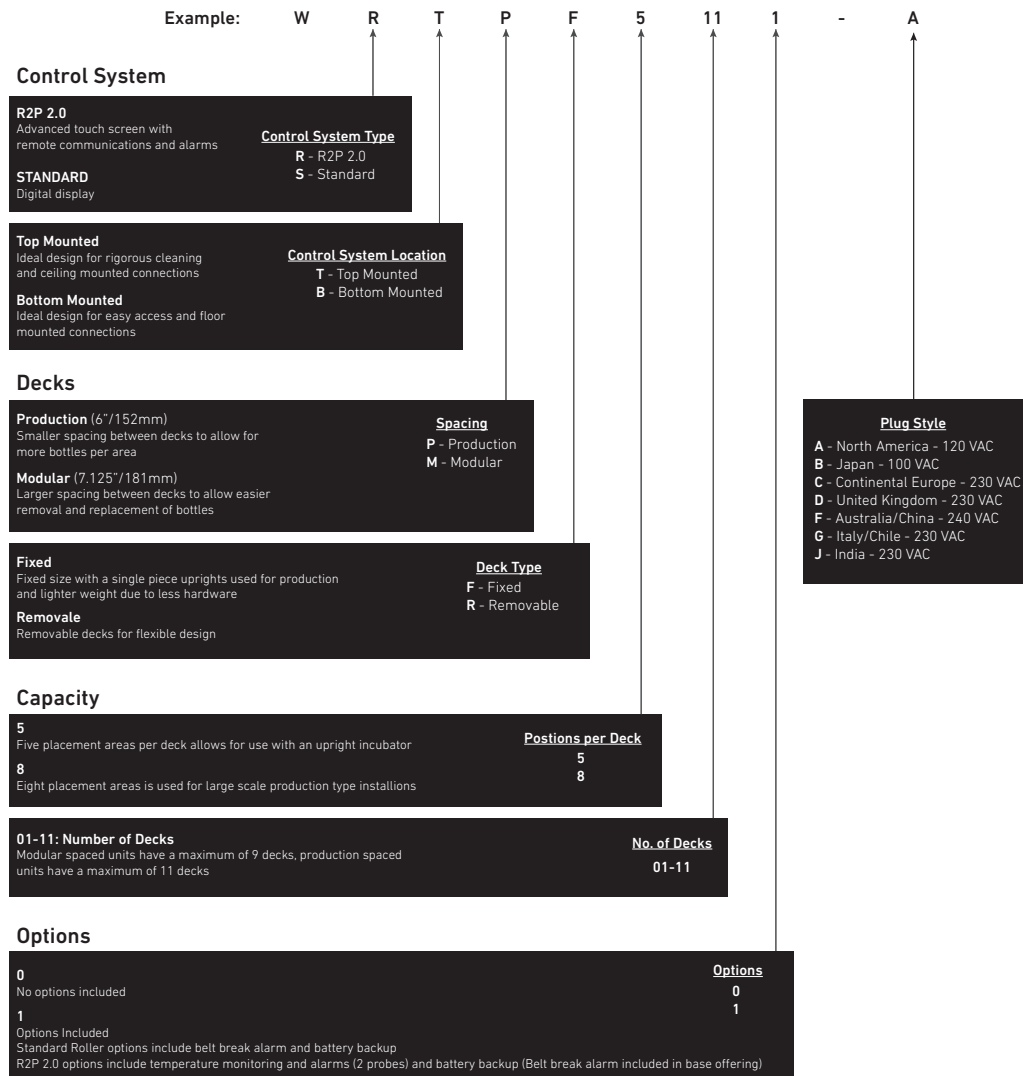 Example: W R T P F 5 11 1 - A
Control System
R2P 2.0
Advanced touch screen with
remote communications and alarms
STANDARD
Digital display
Control System Type
R - R2P 2.0
S - Standard
Top Mounted
Ideal design for rigorous cleaning
and ceiling mounted connections
Bottom Mounted
Ideal design for easy access and floor
mounted connections
Control System Location
T - Top Mounted
B - Bottom Mounted
Decks
Production (6"/152mm)
Smaller spacing between decks to allow for
more bottles per area
Modular (7.125"/181mm)
Larger spacing between decks to allow easier
removal and replacement of bottles
Spacing
P - Production
M - Modular
Plug Style
A - North America - 120 VAC
B - Japan - 100 VAC
C - Continental Europe - 230 VAC
D - United Kingdom - 230 VAC
F - Australia/China - 240 VAC
G - Italy/Chile - 230 VAC
J - India - 230 VAC
Fixed
Fixed size with a single piece uprights used for production
and lighter weight due to less hardware
Removale
Removable decks for flexible design
Deck Type
F - Fixed
R - Removable
Capacity
5
Five placement areas per deck allows for use with an upright incubator
8
Eight placement areas is used for large scale production type installions
Postions per Deck
5
8
01-11: Number of Decks
Modular spaced units have a maximum of 9 decks, production spaced
units have a maximum of 11 decks
No. of Decks
01-11
Options
0
No options included
1
Options Included
Standard Roller options include belt break alarm and battery backup
R2P 2.0 options include temperature monitoring and alarms (2 probes) and battery backup (Belt break alarm included in base offering)
Options
0
1